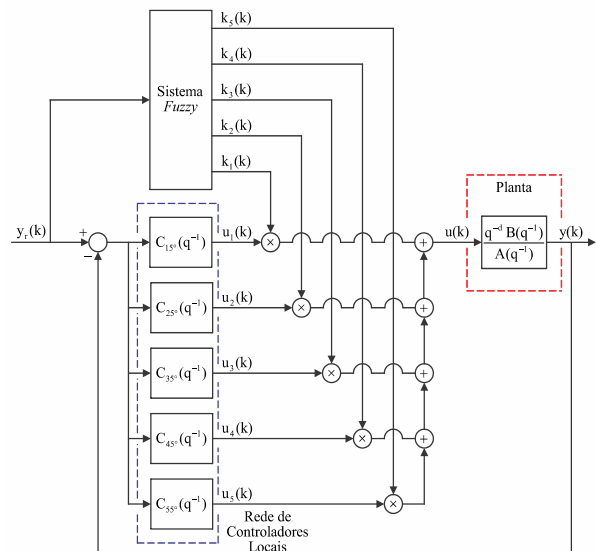 k₅(k)
k₄(k)
Sistema
Fuzzy
k₃(k)
k₂(k)
k₁(k)
Planta
yᵣ(k)
+
−
C₁₅°(q⁻¹)
u₁(k)
×
+
u(k)
q⁻ᵈ B(q⁻¹)
A(q⁻¹)
y(k)
C₂₅°(q⁻¹)
u₂(k)
×
+
C₃₅°(q⁻¹)
u₃(k)
×
+
C₄₅°(q⁻¹)
u₄(k)
×
+
C₅₅°(q⁻¹)
u₅(k)
×
Rede de
Controladores
Locais